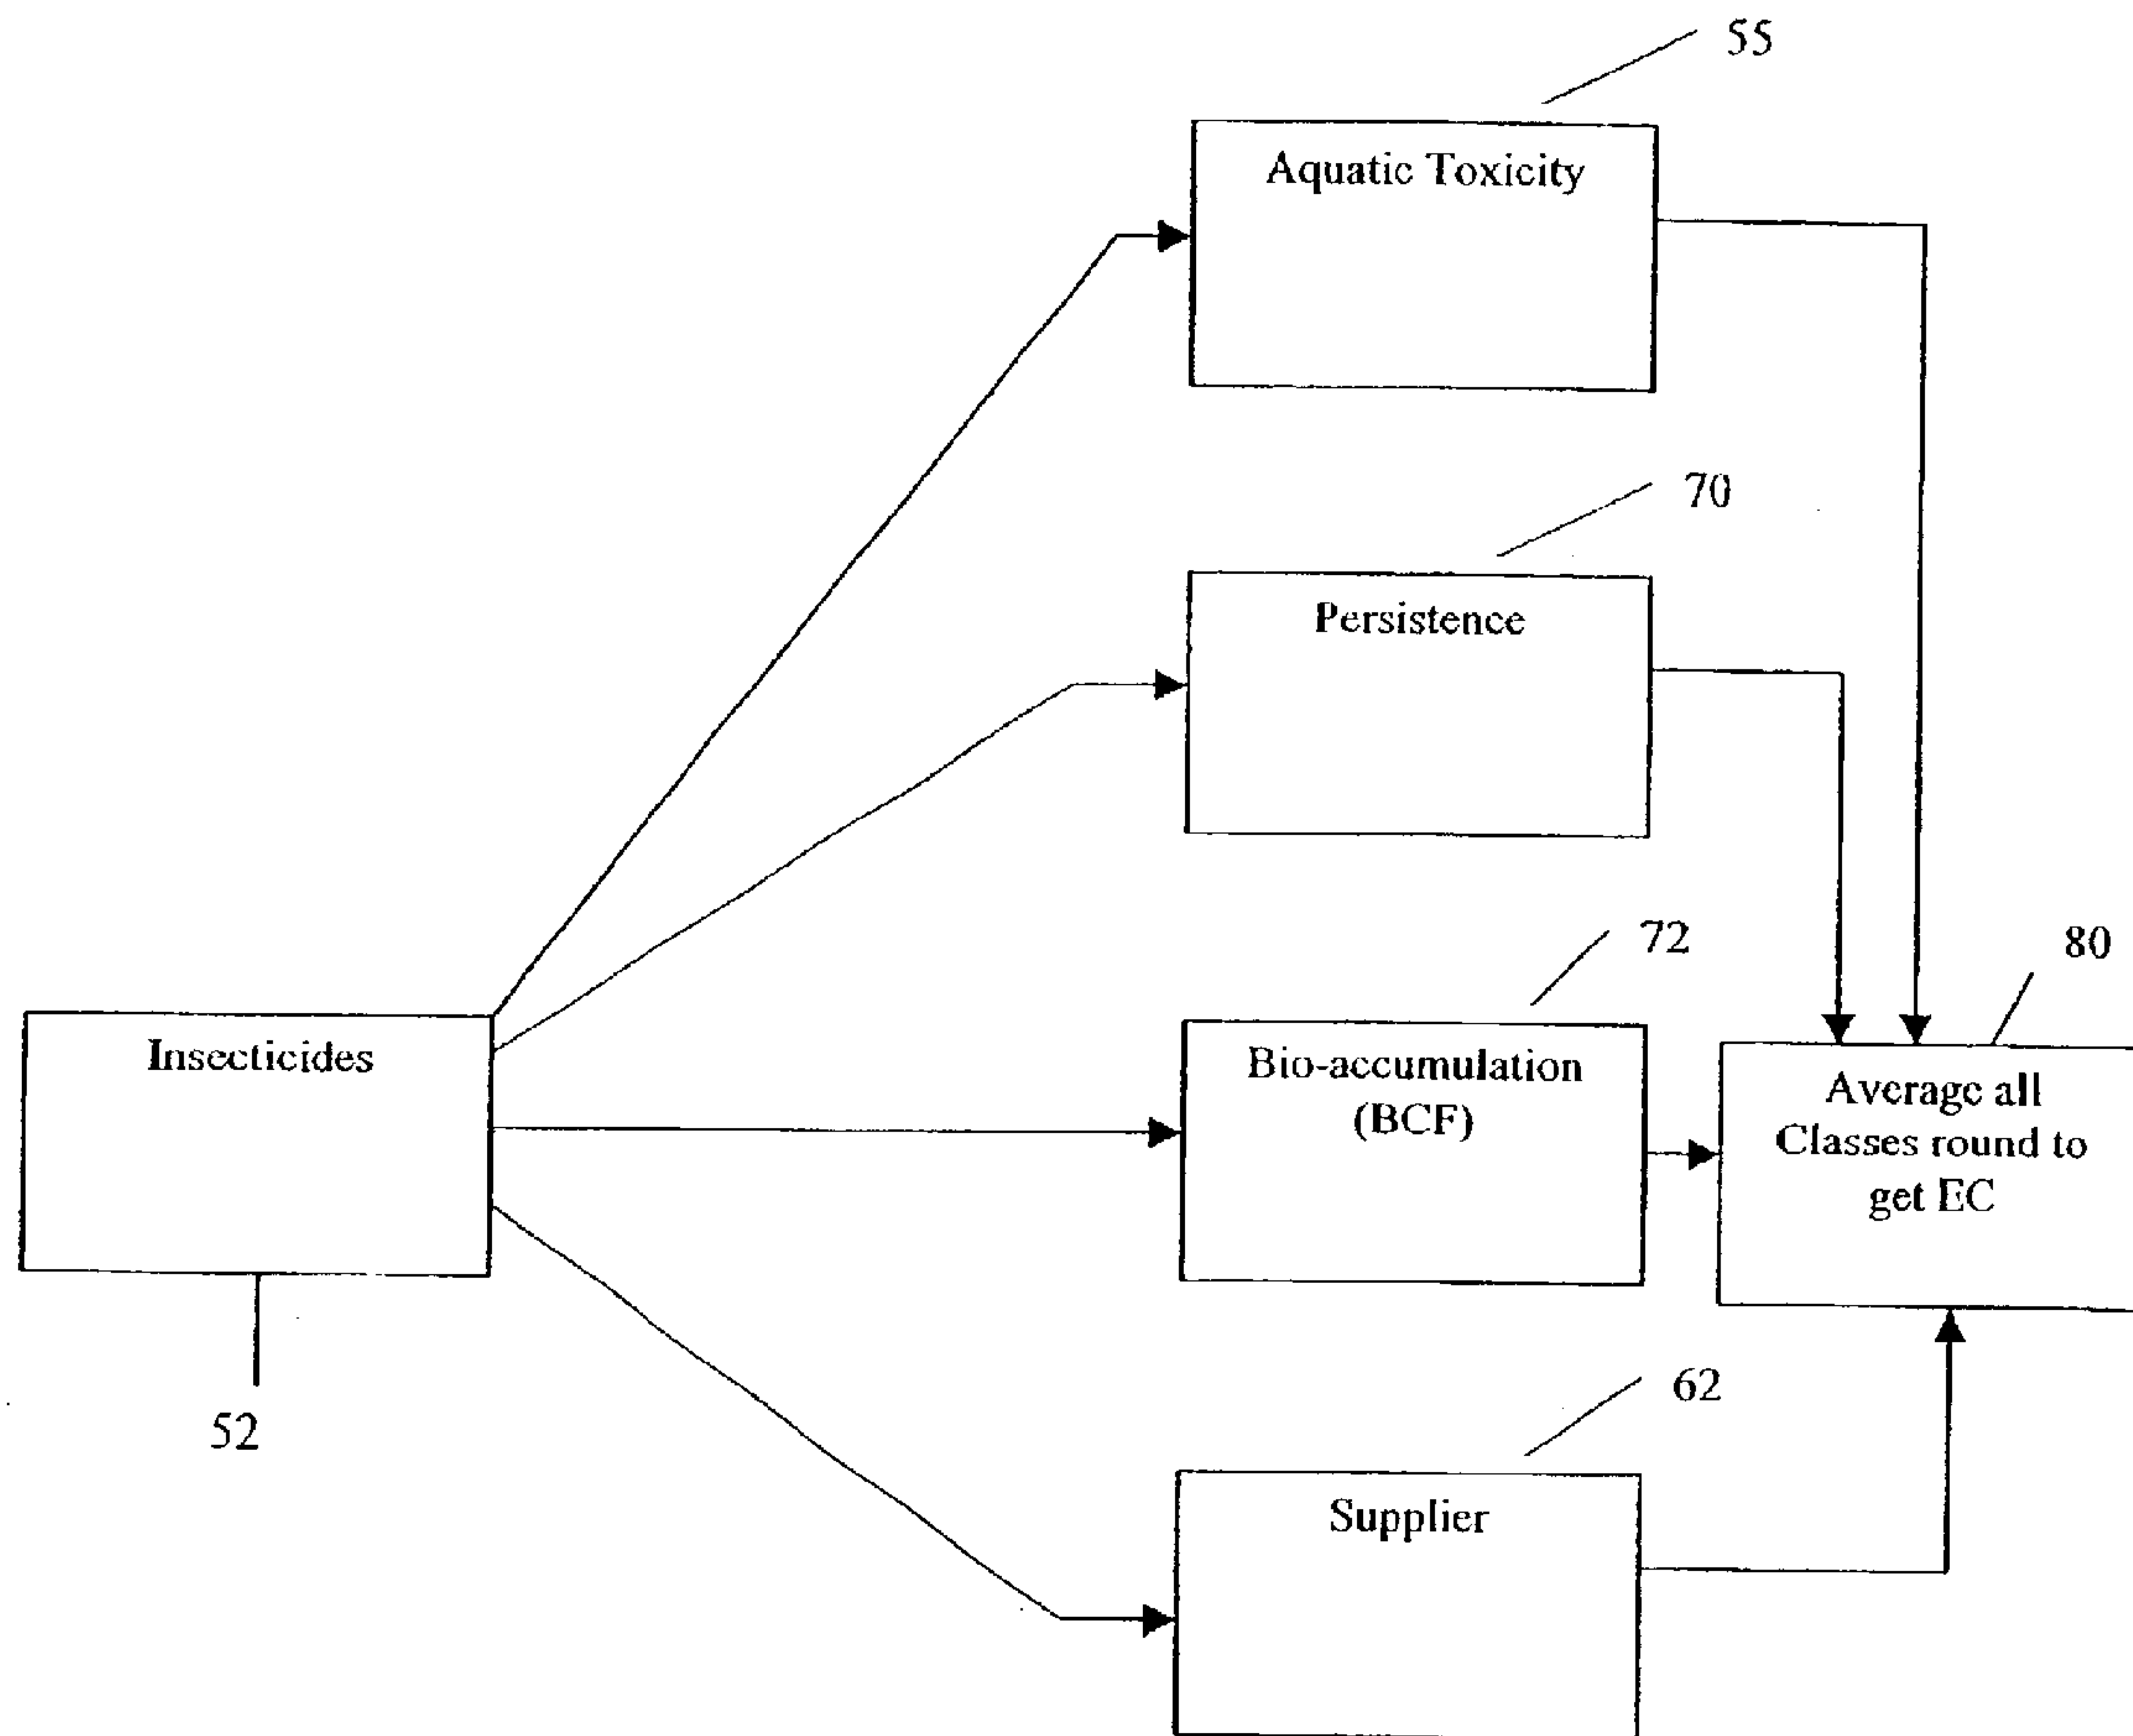 55
Aquatic Toxicity
70
Persistence
72
Bio-accumulation
(BCF)
80
Average all
Classes round to
get EC
Insecticides
52
62
Supplier